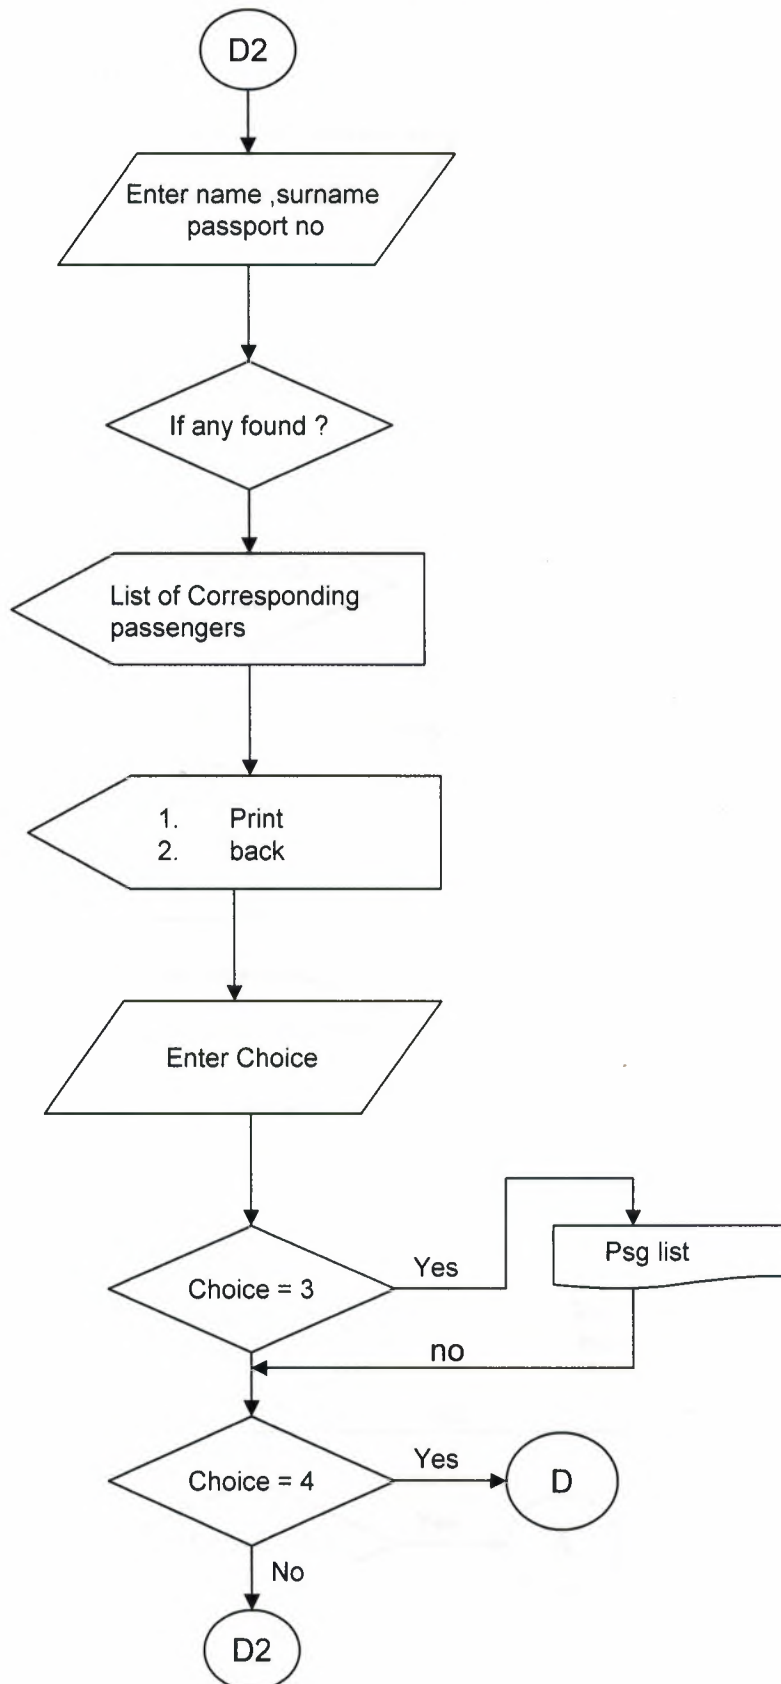 D2
Enter name ,surname
passport no
If any found ?
List of Corresponding
passengers
1. Print
2. back
Enter Choice
Choice = 3
Yes
Psg list
no
Choice = 4
Yes
D
No
D2